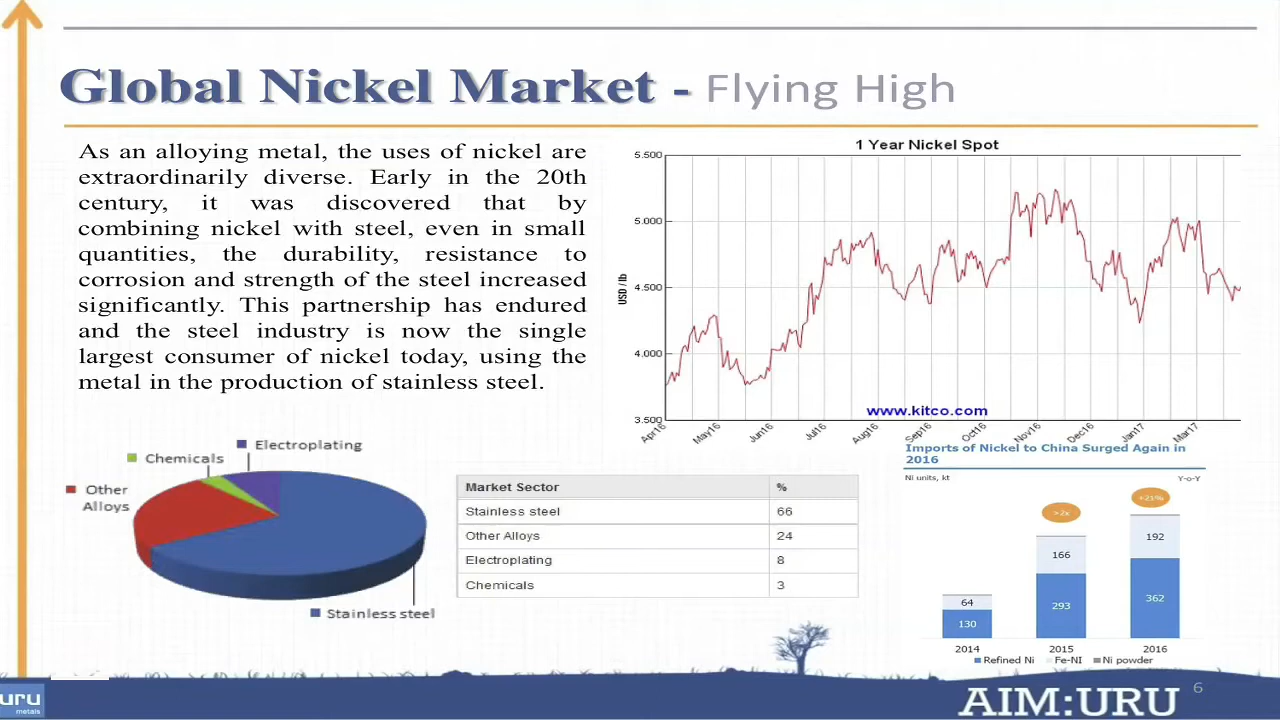 Global Nickel Market - Flying High
As an alloying metal, the uses of nickel are
extraordinarily diverse. Early in the 20th
century, it was discovered that by
combining nickel with steel, even in small
quantities, the durability, resistance to
corrosion and strength of the steel increased
significantly. This partnership has endured
and the steel industry is now the single
largest consumer of nickel today, using the
metal in the production of stainless steel.
1 Year Nickel Spot
5.500
5.000
4.500
4.000
3.500
USD / lb
www.kitco.com
Apr16 May16 Jun16 Jul16 Aug16 Sep16 Oct16 Nov16 Dec16 Jan17 Mar17
Electroplating
Chemicals
Other
Alloys
Stainless steel
Market Sector %
Stainless steel 66
Other Alloys 24
Electroplating 8
Chemicals 3
Imports of Nickel to China Surged Again in
2016
Ni units, kt Y-o-Y
>2x +21%
64 166 192
130 293 362
2014 2015 2016
Refined Ni Fe-NI Ni powder
uru
metals
AIM:URU
6